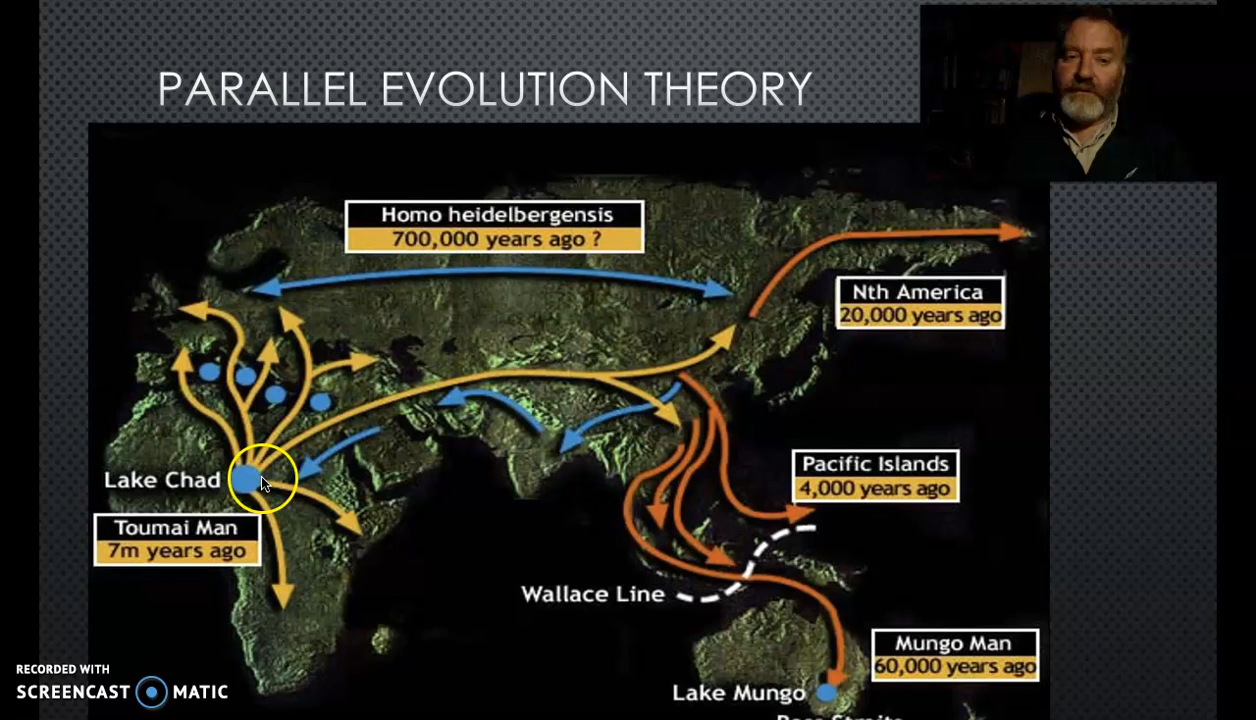 PARALLEL EVOLUTION THEORY
Homo heidelbergensis
700,000 years ago ?
Nth America
20,000 years ago
Lake Chad
Toumai Man
7m years ago
Pacific Islands
4,000 years ago
Wallace Line
Mungo Man
60,000 years ago
Lake Mungo
RECORDED WITH
SCREENCAST MATIC